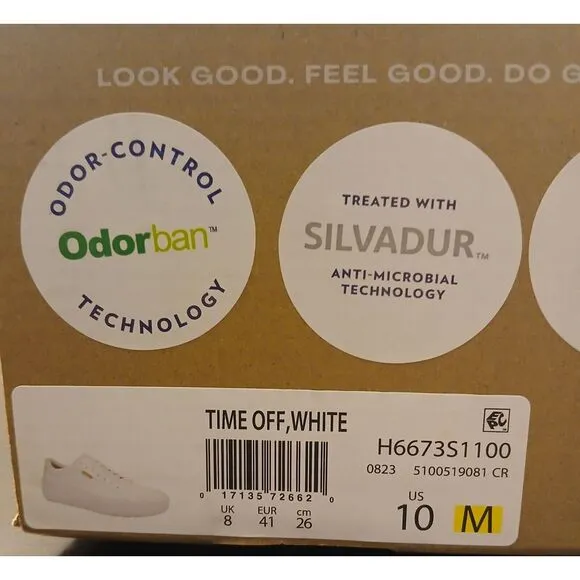 LOOK GOOD. FEEL GOOD. DO G
ODOR-CONTROL
Odorban™
TECHNOLOGY
TREATED WITH
SILVADUR™
ANTI-MICROBIAL
TECHNOLOGY
TIME OFF,WHITE
0 17135 72662 0
UK EUR cm
8 41 26
H6673S1100
0823 5100519081 CR
US
10 M